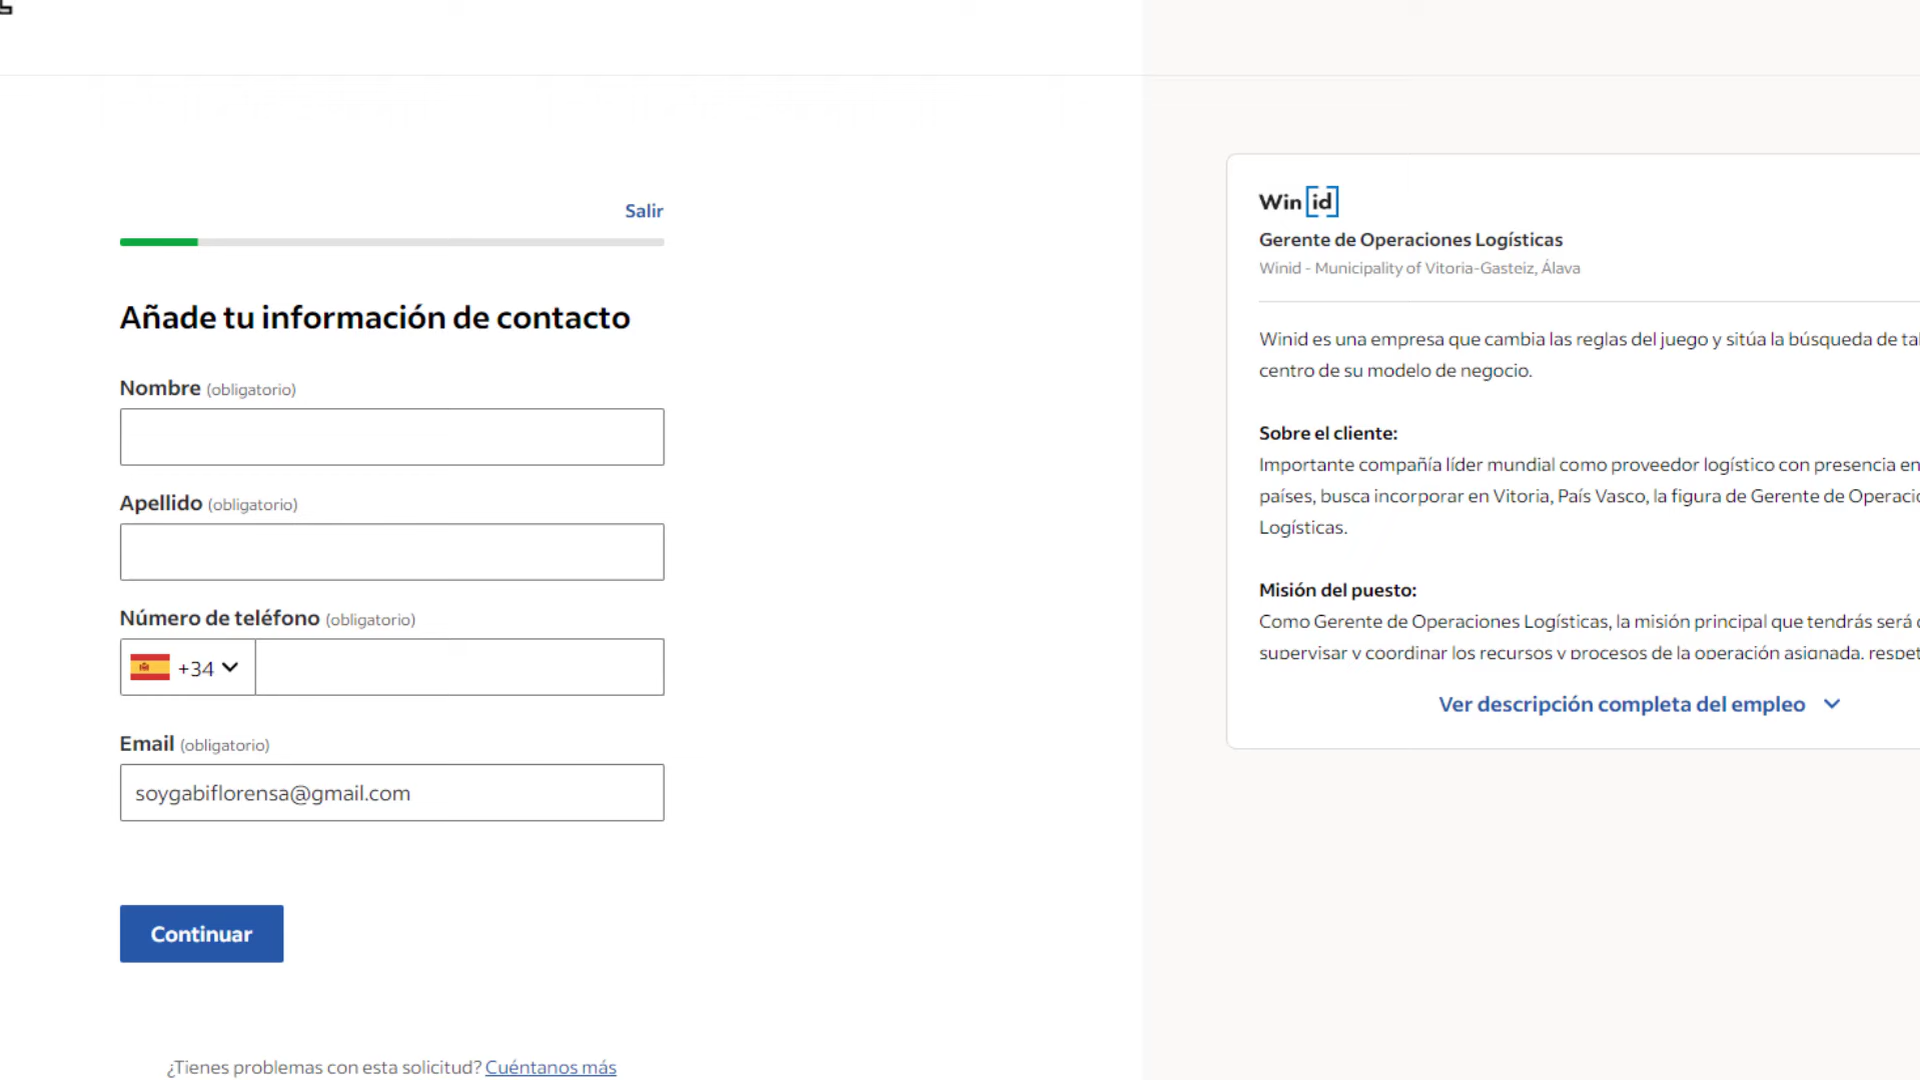 Salir
Añade tu información de contacto
Nombre (obligatorio)
Apellido (obligatorio)
Número de teléfono (obligatorio)
+34
Email (obligatorio)
soygabiflorensa@gmail.com
Continuar
¿Tienes problemas con esta solicitud? Cuéntanos más
Win[id]
Gerente de Operaciones Logísticas
Winid - Municipality of Vitoria-Gasteiz, Álava
Winid es una empresa que cambia las reglas del juego y sitúa la búsqueda de
centro de su modelo de negocio.
Sobre el cliente:
Importante compañía líder mundial como proveedor logístico con presencia en
países, busca incorporar en Vitoria, País Vasco, la figura de Gerente de
Logísticas.
Misión del puesto:
Como Gerente de Operaciones Logísticas, la misión principal que tendrás será
supervisar y coordinar los recursos y procesos de la operación asignada,
Ver descripción completa del empleo